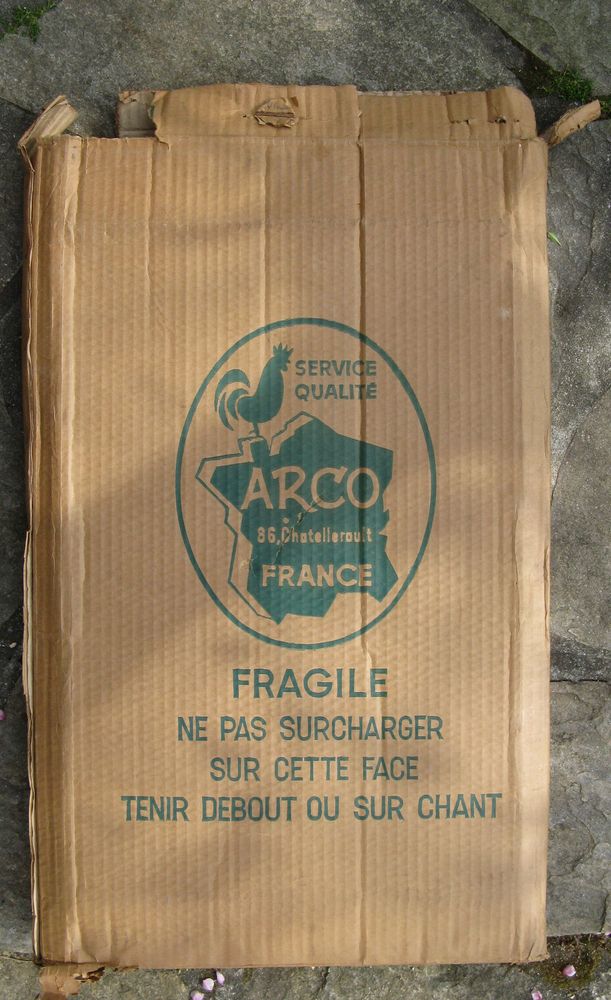 SERVICE
QUALITÉ
ARCO
86, Chatellerault
FRANCE
FRAGILE
NE PAS SURCHARGER
SUR CETTE FACE
TENIR DEBOUT OU SUR CHANT